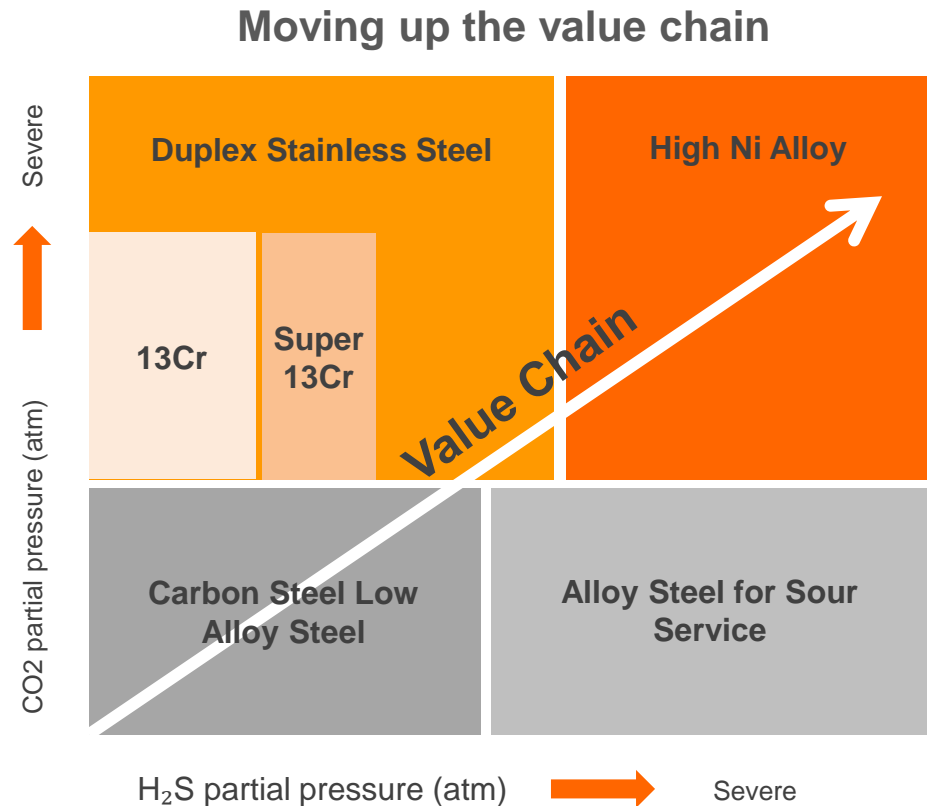 Moving up the value chain
Severe
CO2 partial pressure (atm)
Duplex Stainless Steel
High Ni Alloy
13Cr
Super
13Cr
Value Chain
Carbon Steel Low
Alloy Steel
Alloy Steel for Sour
Service
H₂S partial pressure (atm)
Severe